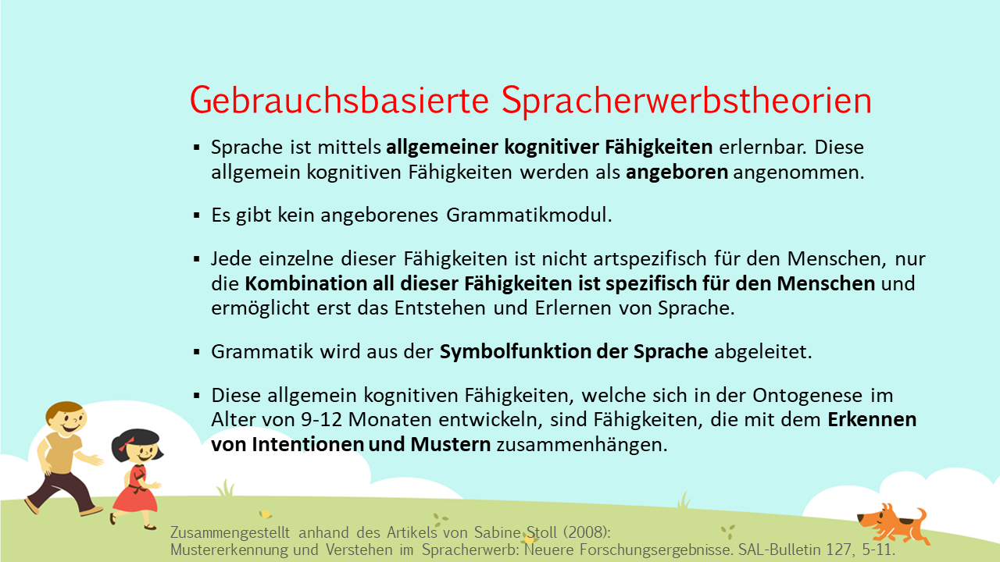 Gebrauchsbasierte Spracherwerbstheorien
▪ Sprache ist mittels allgemeiner kognitiver Fähigkeiten erlernbar. Diese
allgemein kognitiven Fähigkeiten werden als angeboren angenommen.
▪ Es gibt kein angeborenes Grammatikmodul.
▪ Jede einzelne dieser Fähigkeiten ist nicht artspezifisch für den Menschen, nur
die Kombination all dieser Fähigkeiten ist spezifisch für den Menschen und
ermöglicht erst das Entstehen und Erlernen von Sprache.
▪ Grammatik wird aus der Symbolfunktion der Sprache abgeleitet.
▪ Diese allgemein kognitiven Fähigkeiten, welche sich in der Ontogenese im
Alter von 9-12 Monaten entwickeln, sind Fähigkeiten, die mit dem Erkennen
von Intentionen und Mustern zusammenhängen.
Zusammengestellt anhand des Artikels von Sabine Stoll (2008):
Mustererkennung und Verstehen im Spracherwerb: Neuere Forschungsergebnisse. SAL-Bulletin 127, 5-11.